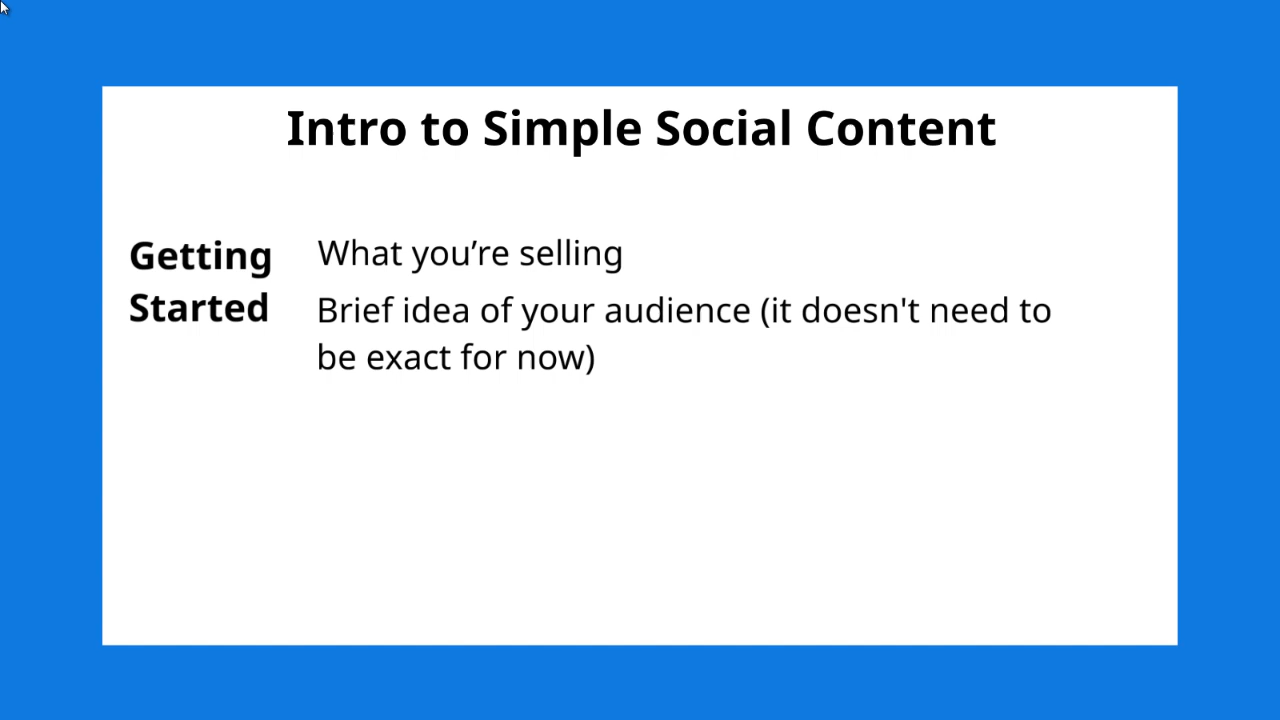 Intro to Simple Social Content
Getting
Started
What you’re selling
Brief idea of your audience (it doesn't need to
be exact for now)